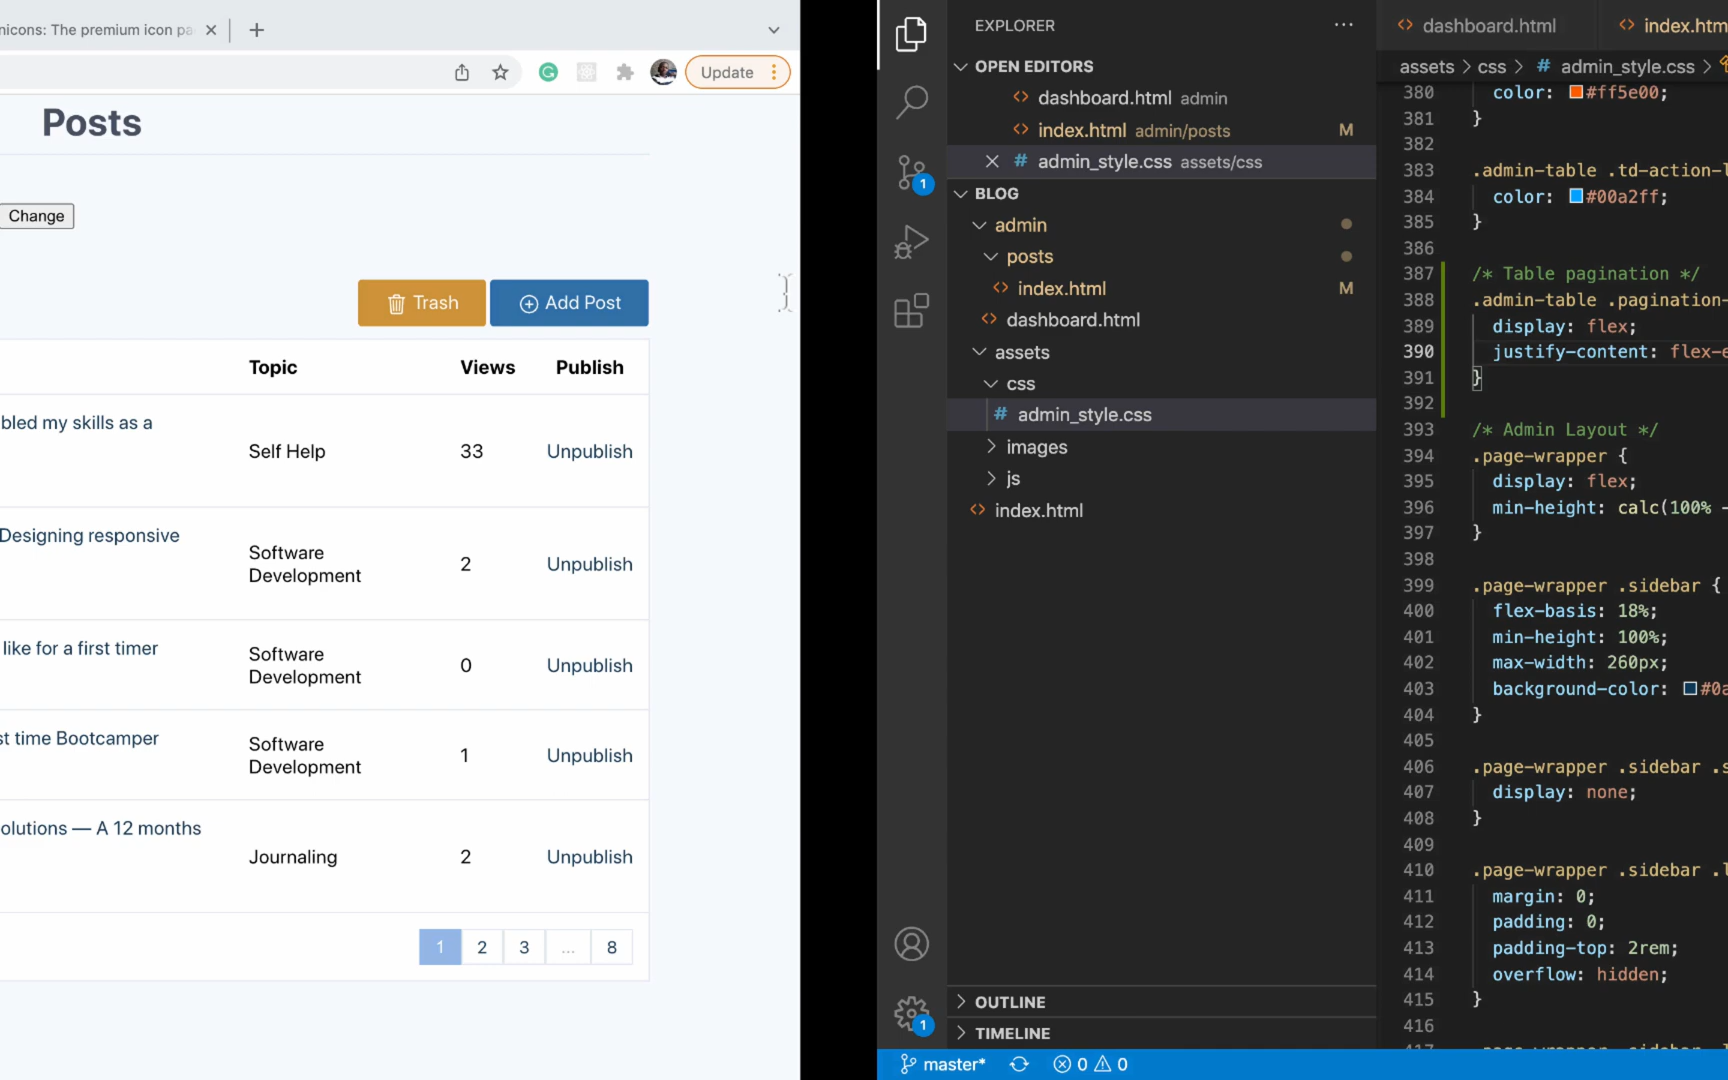 nicons: The premium icon pa
Update
Posts
Change
Trash
Add Post
Topic Views Publish
bled my skills as a
Self Help 33 Unpublish
Designing responsive
Software
Development
2 Unpublish
like for a first timer
Software
Development
0 Unpublish
st time Bootcamper
Software
Development
1 Unpublish
olutions — A 12 months
Journaling 2 Unpublish
1 2 3 ... 8
EXPLORER
OPEN EDITORS
dashboard.html admin
index.html admin/posts M
admin_style.css assets/css
BLOG
admin
posts
index.html M
dashboard.html
assets
css
# admin_style.css
images
js
index.html
OUTLINE
TIMELINE
1
1
master* 0 0
dashboard.html index.htm
assets > css > # admin_style.css >
380 color: #ff5e00;
381 }
382
383 .admin-table .td-action-l
384 color: #00a2ff;
385 }
386
387 /* Table pagination */
388 .admin-table .pagination-
389 display: flex;
390 justify-content: flex-e
391 }
392
393 /* Admin Layout */
394 .page-wrapper {
395 display: flex;
396 min-height: calc(100% -
397 }
398
399 .page-wrapper .sidebar {
400 flex-basis: 18%;
401 min-height: 100%;
402 max-width: 260px;
403 background-color: #0a
404 }
405
406 .page-wrapper .sidebar .s
407 display: none;
408 }
409
410 .page-wrapper .sidebar .l
411 margin: 0;
412 padding: 0;
413 padding-top: 2rem;
414 overflow: hidden;
415 }
416